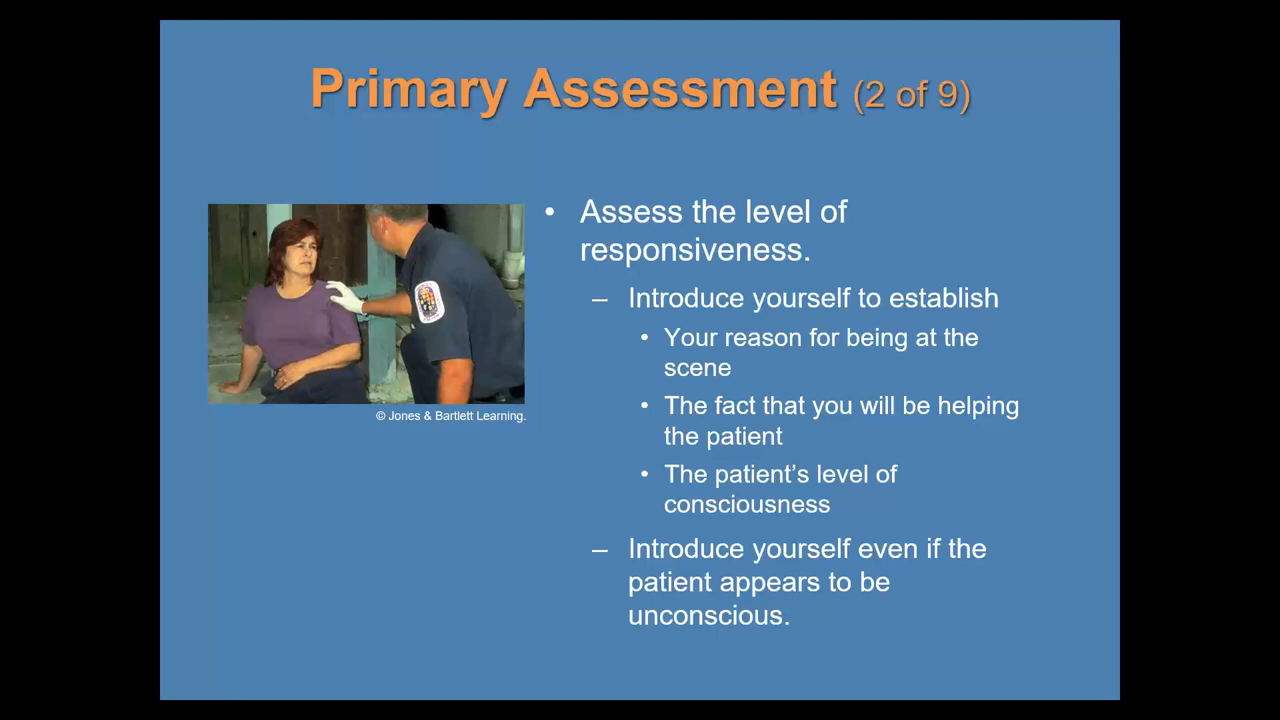 Primary Assessment (2 of 9)
• Assess the level of
responsiveness.
– Introduce yourself to establish
• Your reason for being at the
scene
• The fact that you will be helping
the patient
• The patient’s level of
consciousness
– Introduce yourself even if the
patient appears to be
unconscious.
© Jones & Bartlett Learning.